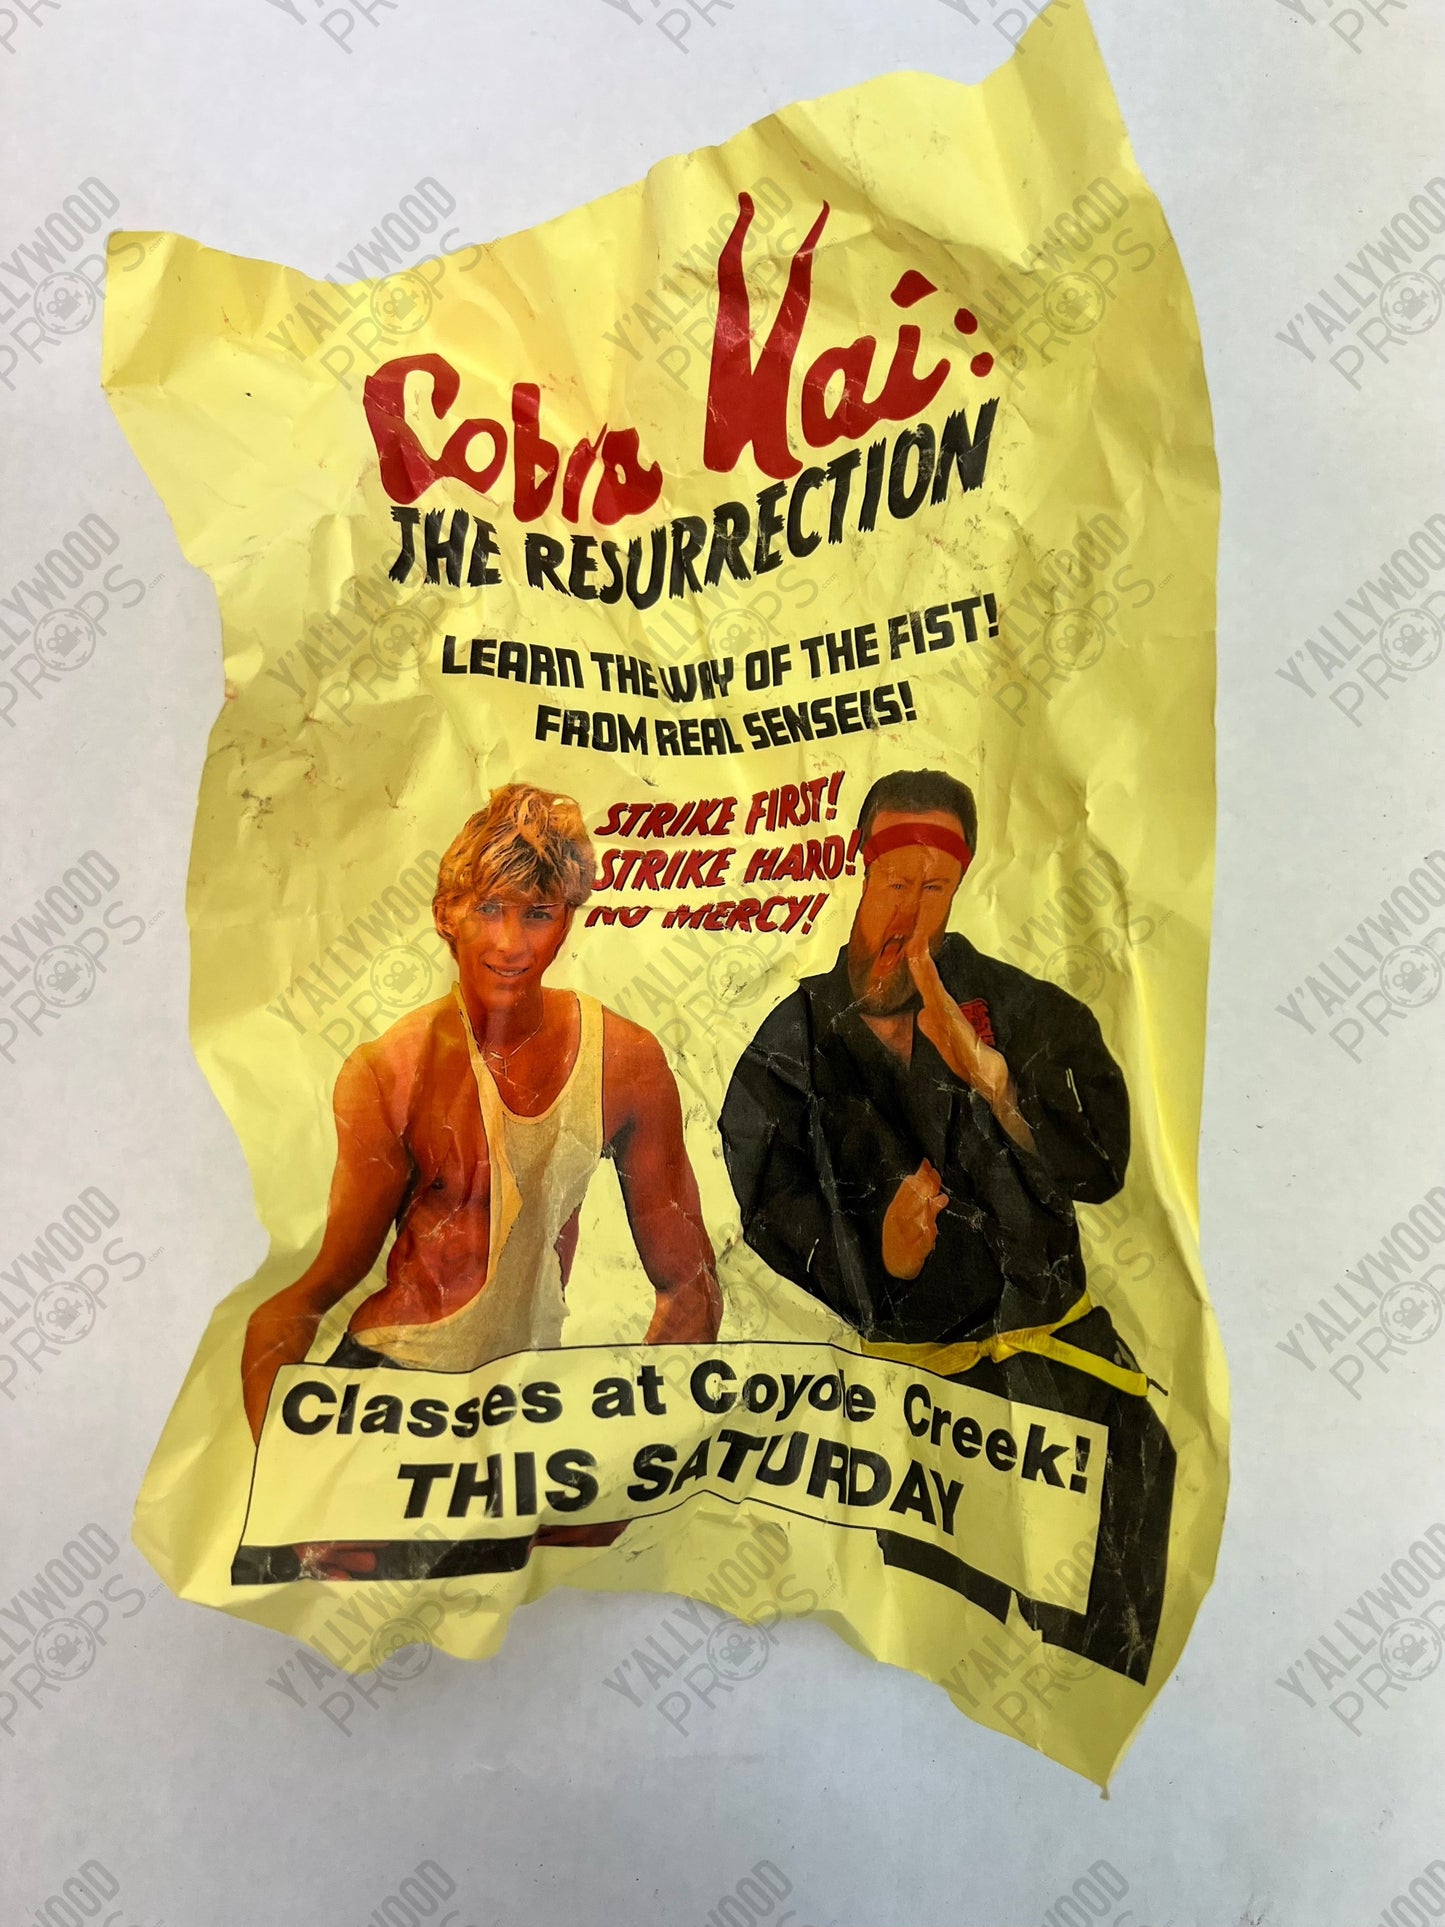 Cobra Kai:
THE RESURRECTION
LEARN THE WAY OF THE FIST!
FROM REAL SENSEIS!
STRIKE FIRST!
STRIKE HARD!
NO MERCY!
Classes at Coyote Creek!
THIS SATURDAY
Y'ALLYWOOD
PROPS
.com